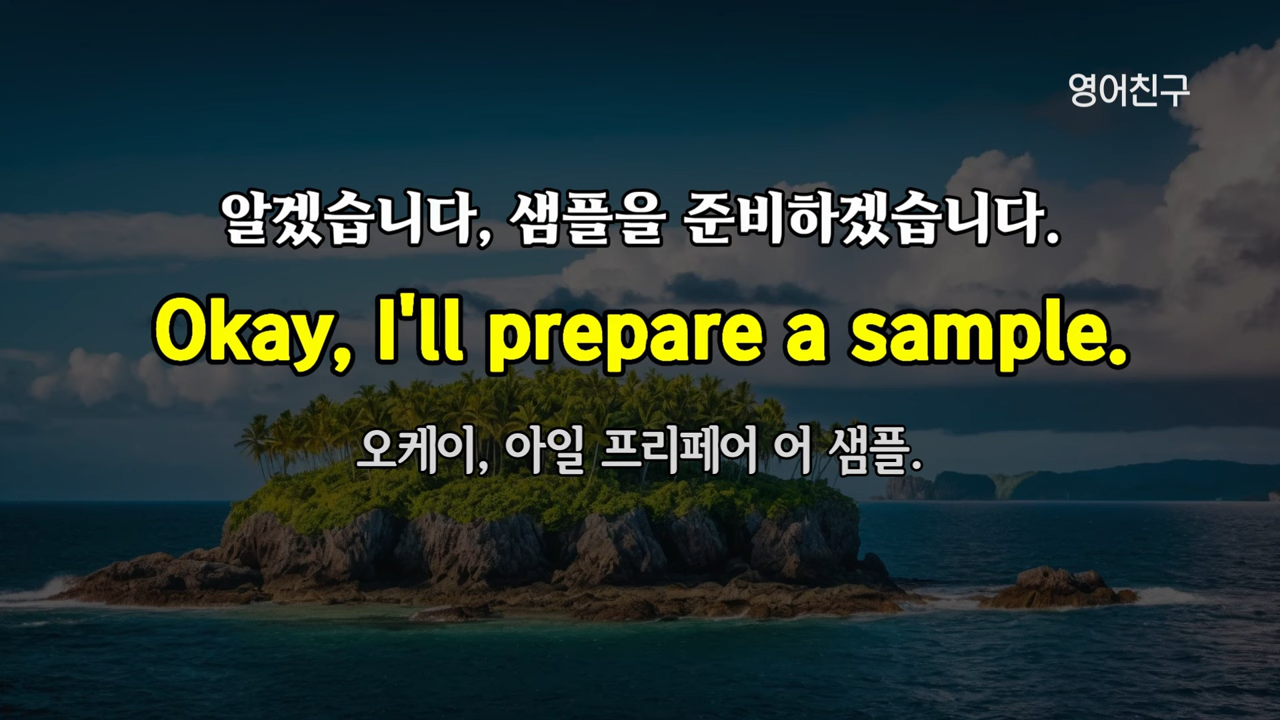 영어친구
알겠습니다, 샘플을 준비하겠습니다.
Okay, I'll prepare a sample.
오케이, 아일 프리페어 어 샘플.